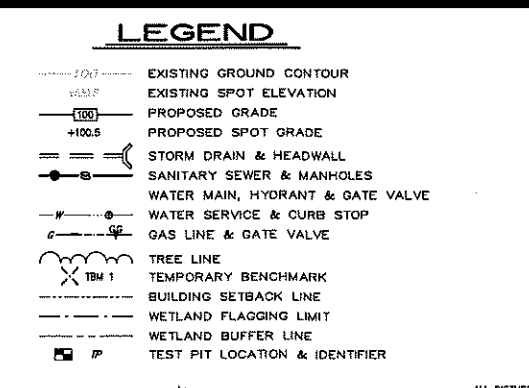 LEGEND
100 EXISTING GROUND CONTOUR
EXISTING SPOT ELEVATION
100 PROPOSED GRADE
+100.5 PROPOSED SPOT GRADE
STORM DRAIN & HEADWALL
S SANITARY SEWER & MANHOLES
WATER MAIN, HYDRANT & GATE VALVE
W WATER SERVICE & CURB STOP
G GG GAS LINE & GATE VALVE
TREE LINE
TBM 1 TEMPORARY BENCHMARK
BUILDING SETBACK LINE
WETLAND FLAGGING LIMIT
WETLAND BUFFER LINE
TP TEST PIT LOCATION & IDENTIFIER